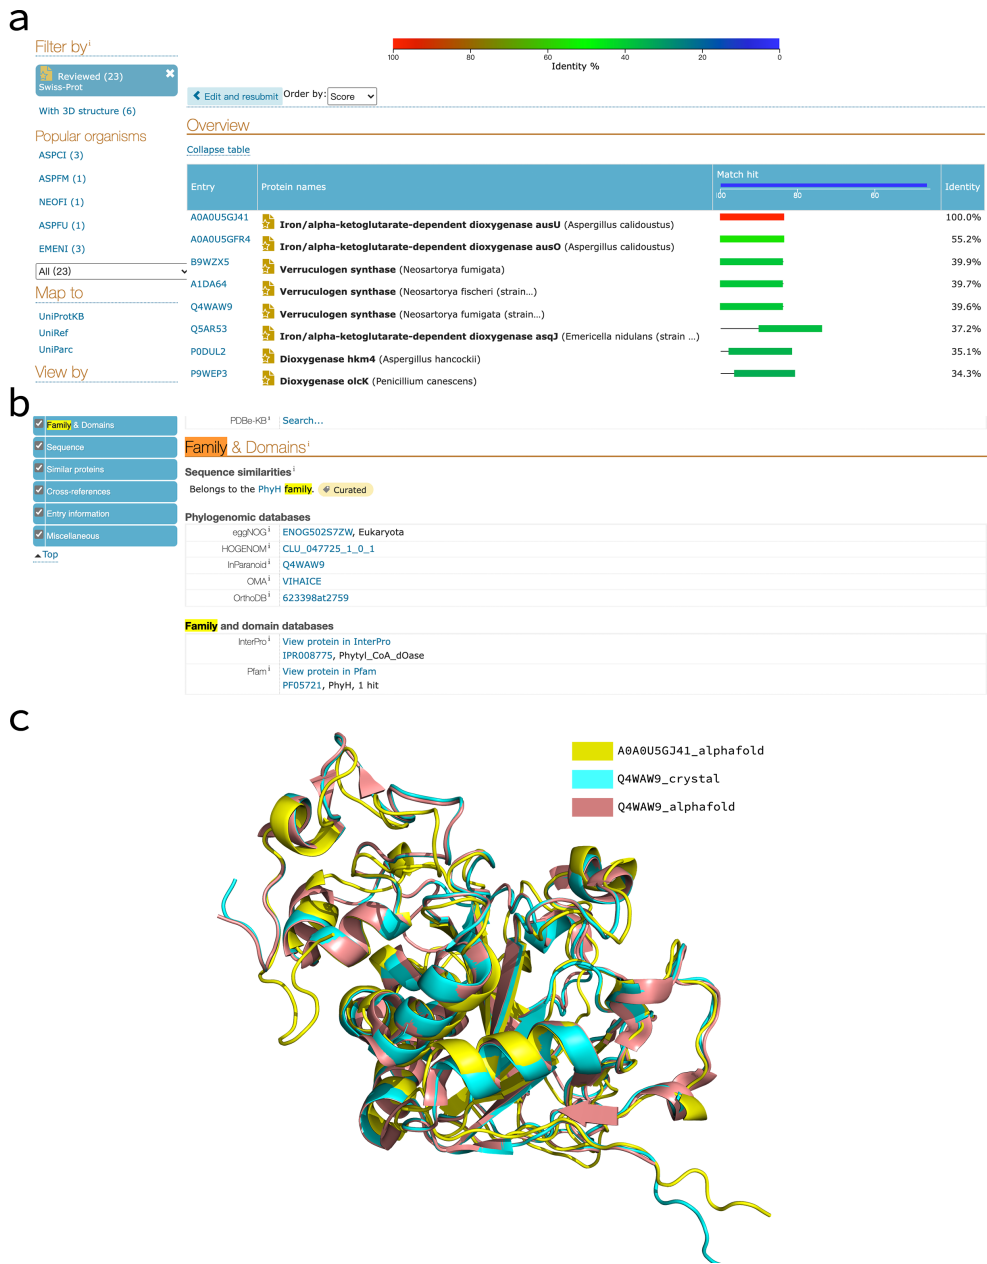 a
Filter by i
Reviewed (23)
Swiss-Prot
With 3D structure (6)
Popular organisms
ASPCI (3)
ASPFM (1)
NEOFI (1)
ASPFU (1)
EMENI (3)
All (23)
Map to
UniProtKB
UniRef
UniParc
View by
100 80 60 40 20 0
Identity %
Edit and resubmit Order by: Score
Overview
Collapse table
Entry Protein names Match hit Identity
100 80 60
A0A0U5GJ41 Iron/alpha-ketoglutarate-dependent dioxygenase ausU (Aspergillus calidoustus) 100.0%
A0A0U5GFR4 Iron/alpha-ketoglutarate-dependent dioxygenase ausO (Aspergillus calidoustus) 55.2%
B9WZX5 Verruculogen synthase (Neosartorya fumigata) 39.9%
A1DA64 Verruculogen synthase (Neosartorya fischeri (strain...) 39.7%
Q4WAW9 Verruculogen synthase (Neosartorya fumigata (strain...) 39.6%
Q5AR53 Iron/alpha-ketoglutarate-dependent dioxygenase asqJ (Emericella nidulans (strain ...) 37.2%
P0DUL2 Dioxygenase hkm4 (Aspergillus hancockii) 35.1%
P9WEP3 Dioxygenase olcK (Penicillium canescens) 34.3%
b
Family & Domains
Sequence
Similar proteins
Cross-references
Entry information
Miscellaneous
Top
PDBe-KB i Search...
Family & Domains i
Sequence similarities i
Belongs to the PhyH family. Curated
Phylogenomic databases
eggNOG i ENOG502S7ZW, Eukaryota
HOGENOM i CLU_047725_1_0_1
InParanoid i Q4WAW9
OMA i VIHAICE
OrthoDB i 623398at2759
Family and domain databases
InterPro i View protein in InterPro
IPR008775, Phytyl_CoA_dOase
Pfam i View protein in Pfam
PF05721, PhyH, 1 hit
c
A0A0U5GJ41_alphafold
Q4WAW9_crystal
Q4WAW9_alphafold